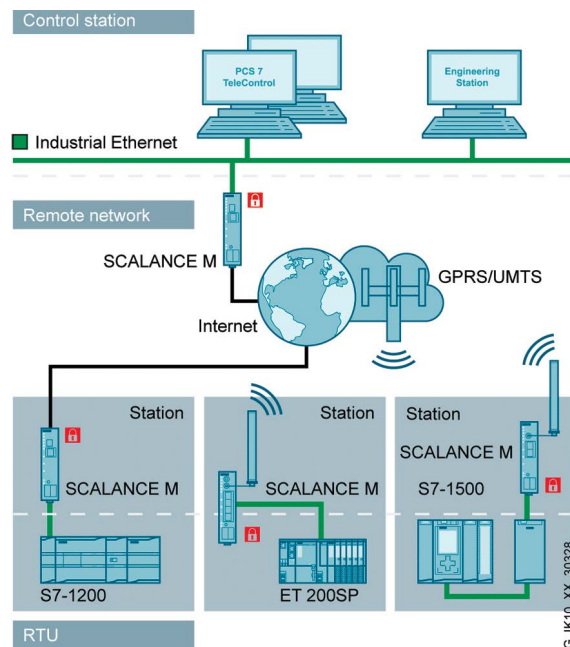 Control station
PCS 7
TeleControl
Engineering
Station
Industrial Ethernet
Remote network
SCALANCE M
GPRS/UMTS
Internet
Station
SCALANCE M
S7-1200
Station
SCALANCE M
ET 200SP
Station
SCALANCE M
S7-1500
RTU
G_IK10_XX_30328